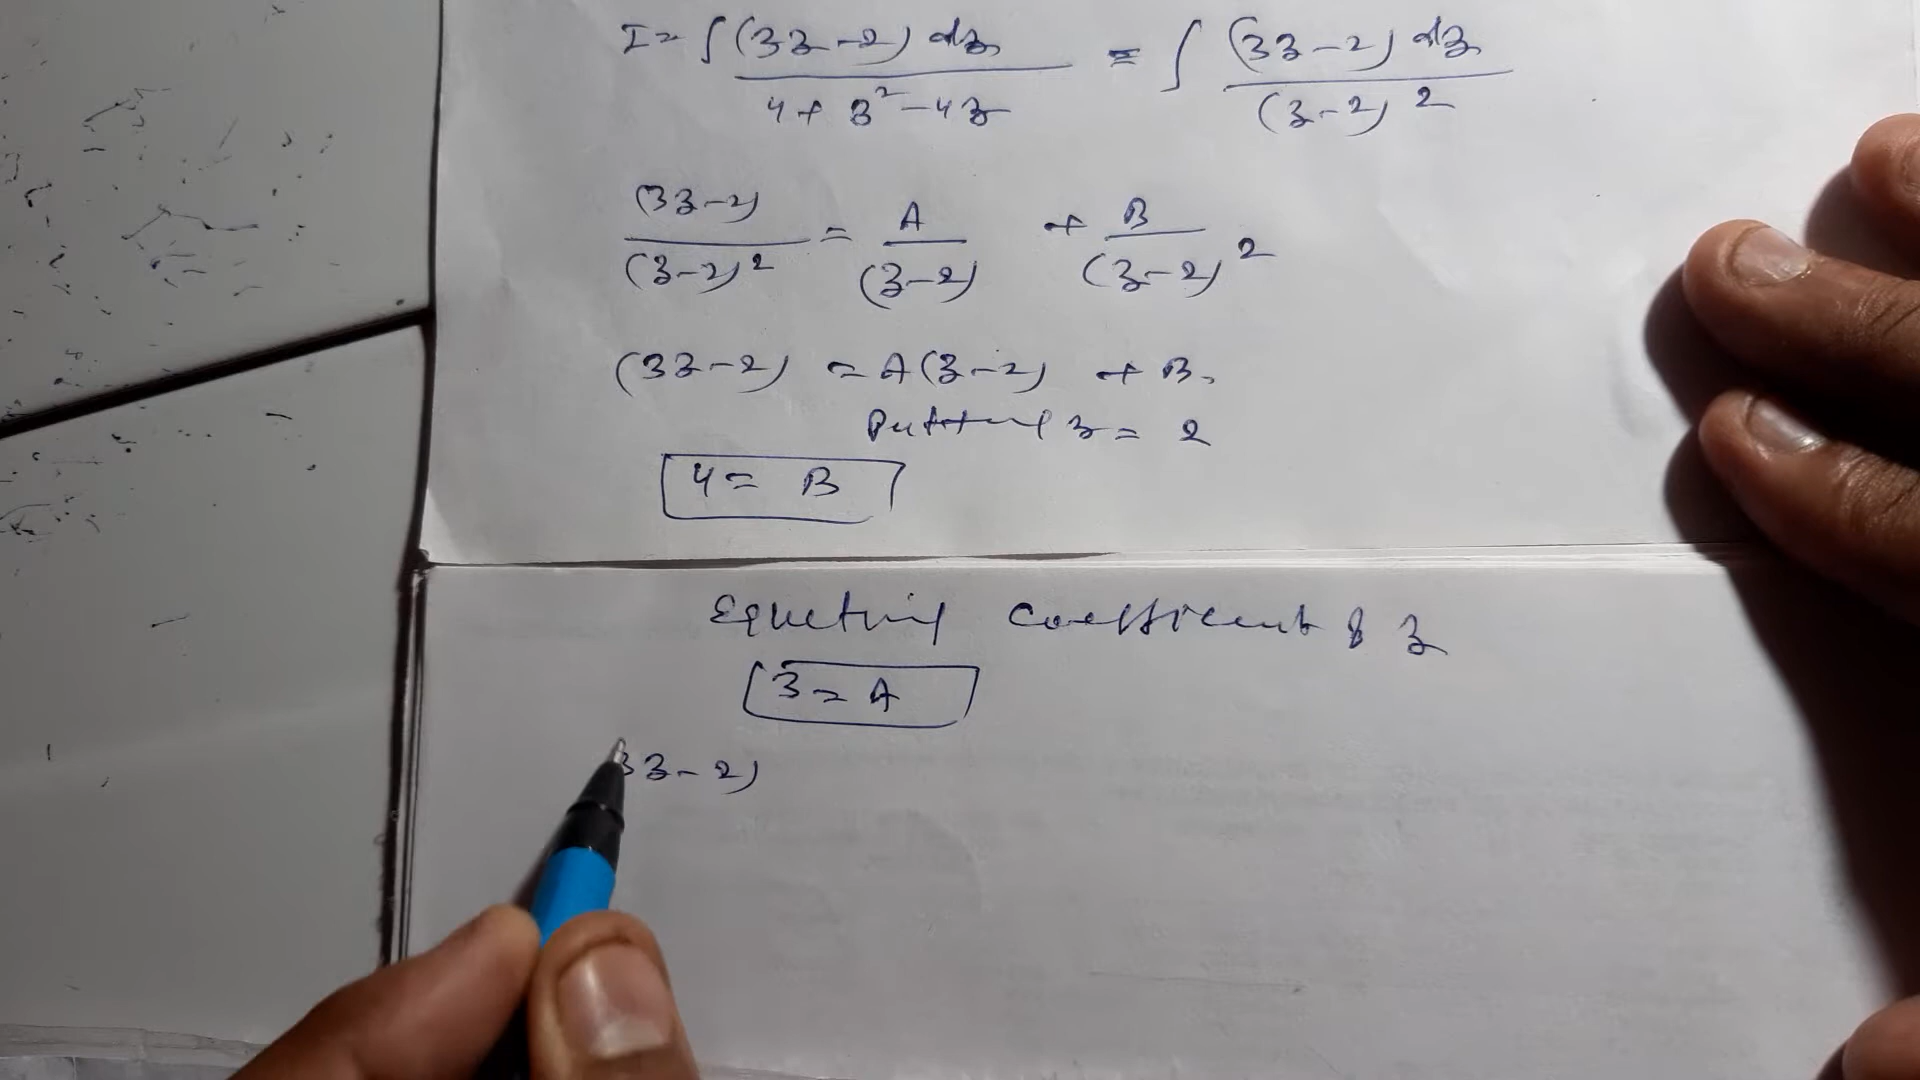 I = ∫ (3z-2) dz / 4 + z² - 4z = ∫ (3z-2) dz / (z-2)²
(3z-2) / (z-2)² = A / (z-2) + B / (z-2)²
(3z-2) = A(z-2) + B.
Putting z = 2
4 = B
Equating coefficient of z
3 = A
3z-2)